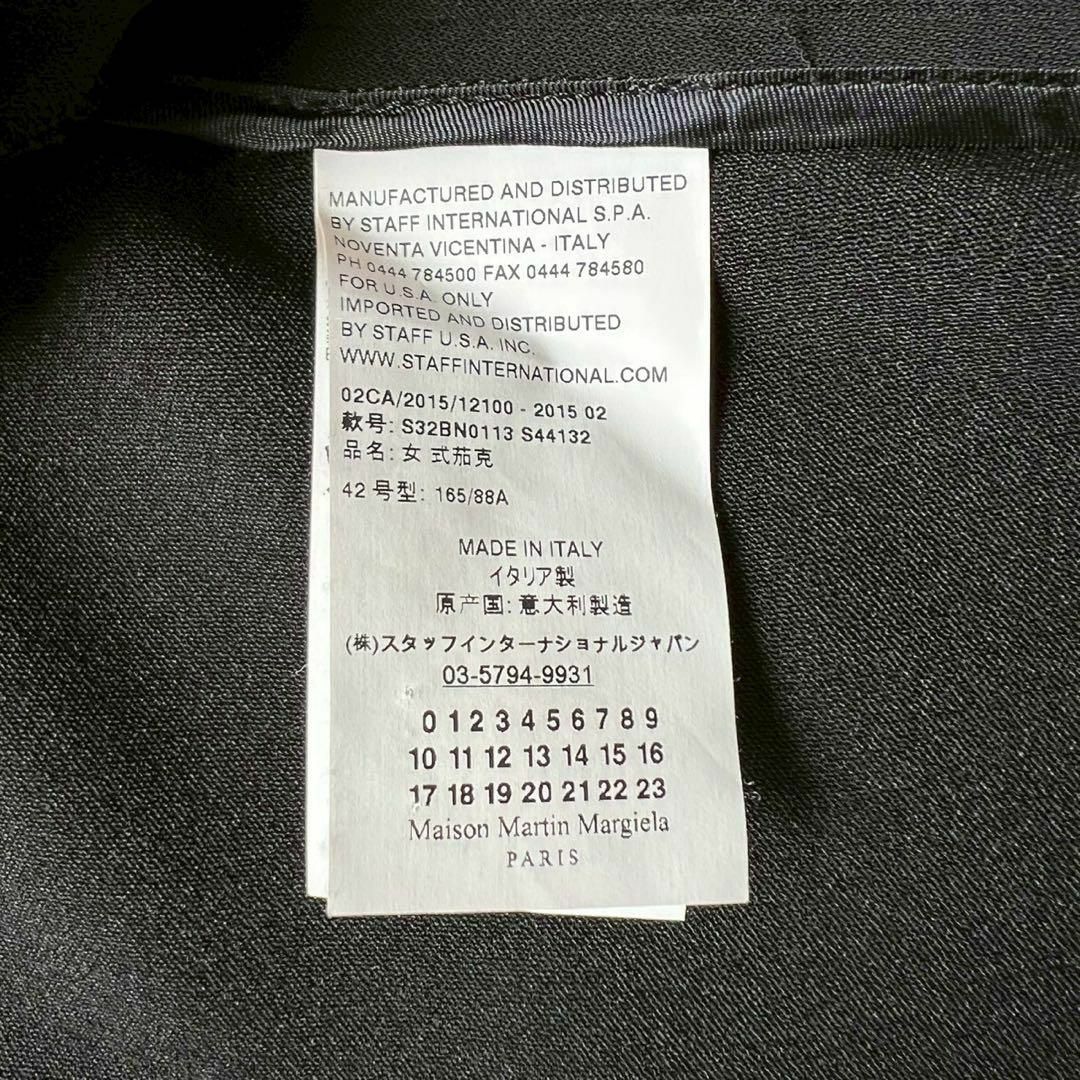 MANUFACTURED AND DISTRIBUTED
BY STAFF INTERNATIONAL S.P.A.
NOVENTA VICENTINA - ITALY
PH 0444 784500 FAX 0444 784580
FOR U.S.A. ONLY
IMPORTED AND DISTRIBUTED
BY STAFF U.S.A. INC.
WWW.STAFFINTERNATIONAL.COM
02CA/2015/12100 - 2015 02
款号: S32BN0113 S44132
品名: 女 式茄克
42 号型: 165/88A
MADE IN ITALY
イタリア製
原产国: 意大利製造
(株)スタッフインターナショナルジャパン
03-5794-9931
0 1 2 3 4 5 6 7 8 9
10 11 12 13 14 15 16
17 18 19 20 21 22 23
Maison Martin Margiela
PARIS